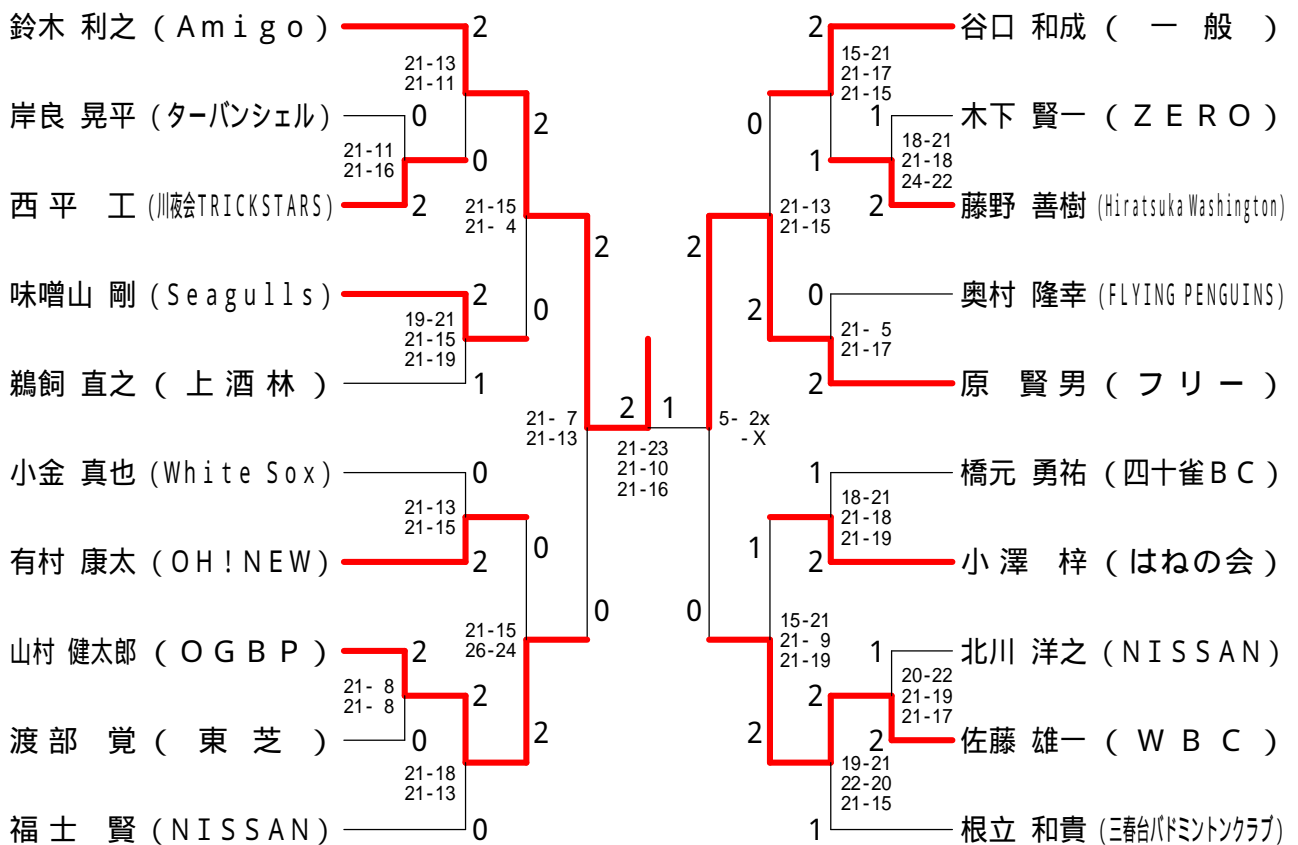 鈴木 利之 (Amigo) 2
21-13
21-11
岸良 晃平 (ターバンシェル) 0
2
21-11
21-16
0
西平 工 (川夜会TRICKSTARS) 2
21-15
21- 4
2
味噌山 剛 (Seagulls) 2
0
19-21
21-15
21-19
鵜飼 直之 (上酒林) 1
21- 7
21-13
小金 真也 (White Sox) 0
21-13
21-15
有村 康太 (OH!NEW) 2
0
0
21-15
26-24
山村 健太郎 (OGBP) 2
21- 8
21- 8
2
渡部 覚 (東芝) 0
2
21-18
21-13
福士 賢 (NISSAN) 0
2 1
21-23
21-10
21-16
2 谷口 和成 (一般)
15-21
21-17
21-15
0
1 木下 賢一 (ZERO)
18-21
21-18
24-22
1
2 藤野 善樹 (Hiratsuka Washington)
21-13
21-15
2
0 奥村 隆幸 (FLYING PENGUINS)
2
21- 5
21-17
2 原 賢男 (フリー)
5- 2x
- X
1 橋元 勇祐 (四十雀BC)
18-21
21-18
21-19
1
2 小澤 梓 (はねの会)
0
15-21
21- 9
21-19
1 北川 洋之 (NISSAN)
20-22
21-19
21-17
2
2 佐藤 雄一 (WBC)
2
19-21
22-20
21-15
1 根立 和貴 (三春台バドミントンクラブ)